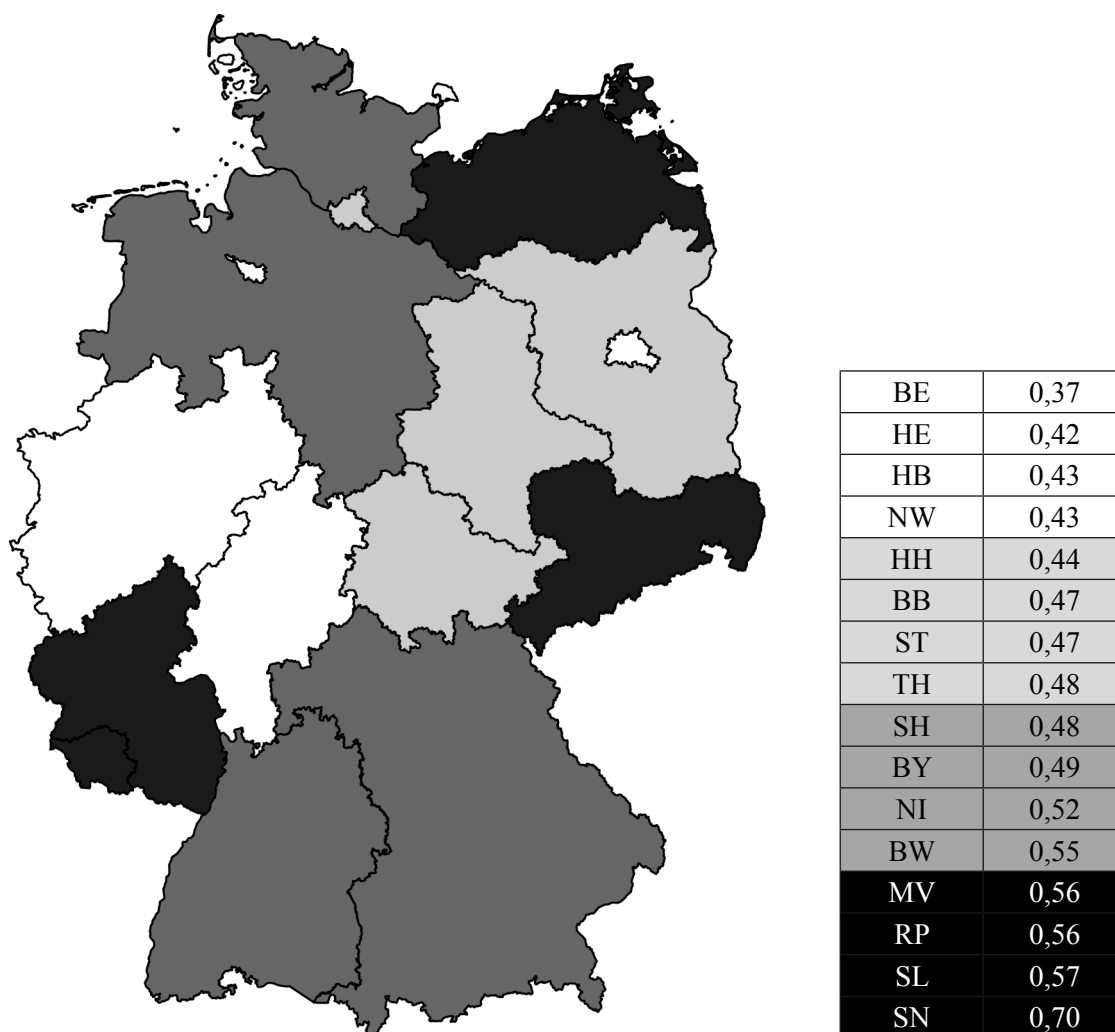 BE 0,37
HE 0,42
HB 0,43
NW 0,43
HH 0,44
BB 0,47
ST 0,47
TH 0,48
SH 0,48
BY 0,49
NI 0,52
BW 0,55
MV 0,56
RP 0,56
SL 0,57
SN 0,70